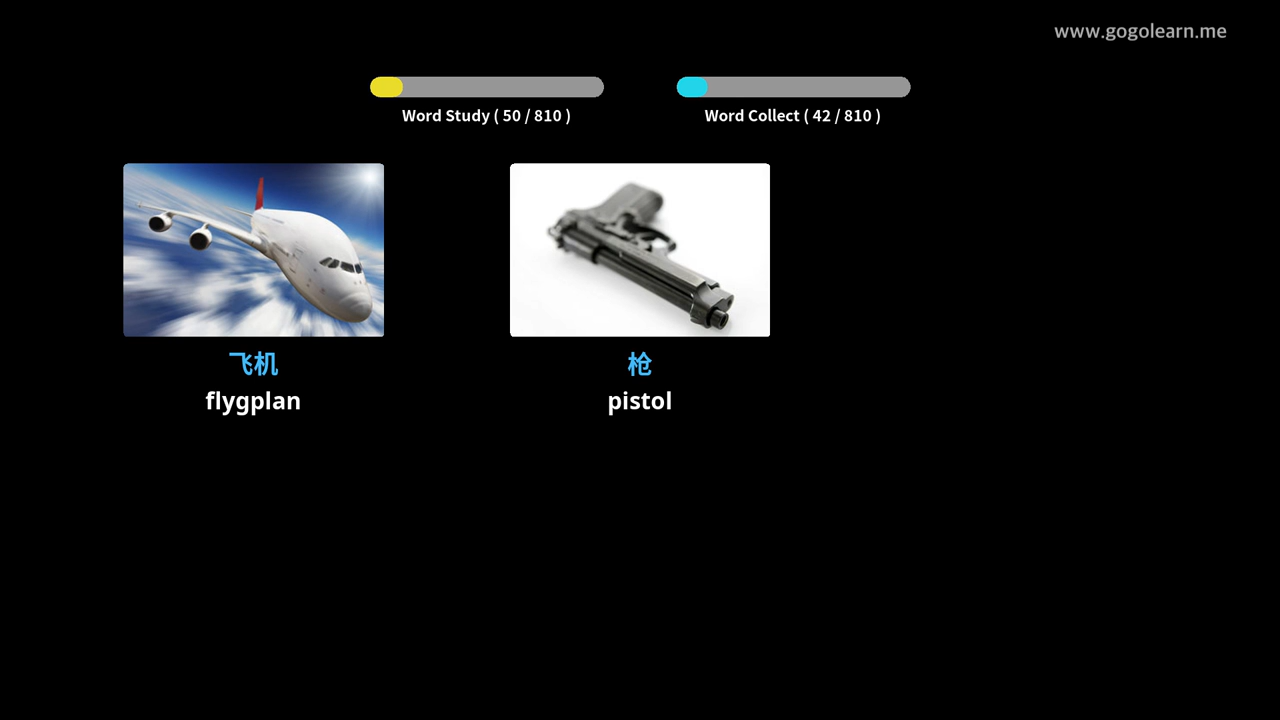 www.gogolearn.me
Word Study ( 50 / 810 )
Word Collect ( 42 / 810 )
飞机
flygplan
枪
pistol